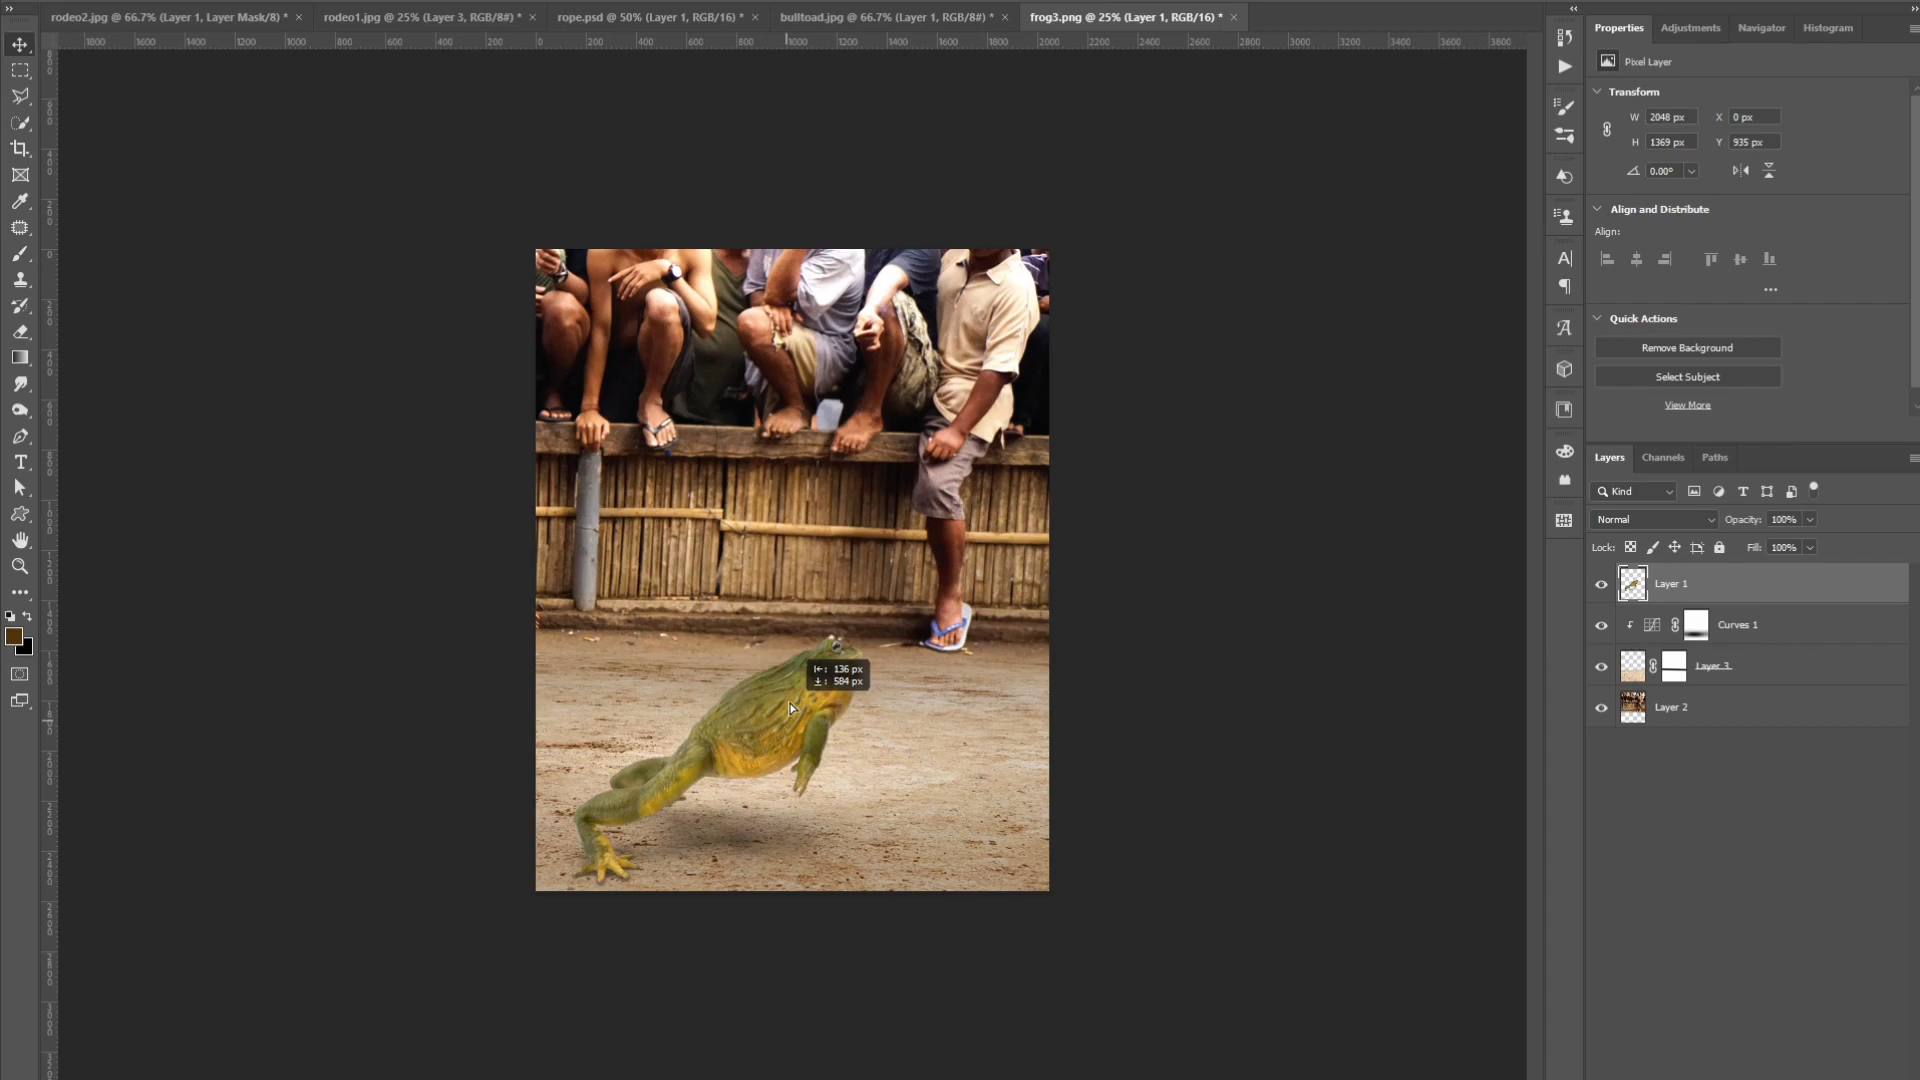 rodeo2.jpg @ 66.7% (Layer 1, Layer Mask/8) * ×
rodeo1.jpg @ 25% (Layer 3, RGB/8#) * ×
rope.psd @ 50% (Layer 1, RGB/16) * ×
bulltoad.jpg @ 66.7% (Layer 1, RGB/8#) * ×
frog3.png @ 25% (Layer 1, RGB/16) * ×
1800 1600 1400 1200 1000 800 600 400 200 0 200 400 600 800 1000 1200 1400 1600 1800 2000 2200 2400 2600 2800 3000 3200 3400 3600 3800
136 px
584 px
Properties Adjustments Navigator Histogram
Pixel Layer
Transform
W 2048 px X 0 px
H 1369 px Y 935 px
0.00°
Align and Distribute
Align:
Quick Actions
Remove Background
Select Subject
View More
Layers Channels Paths
Kind
Normal Opacity: 100%
Lock: Fill: 100%
Layer 1
Curves 1
Layer 3
Layer 2